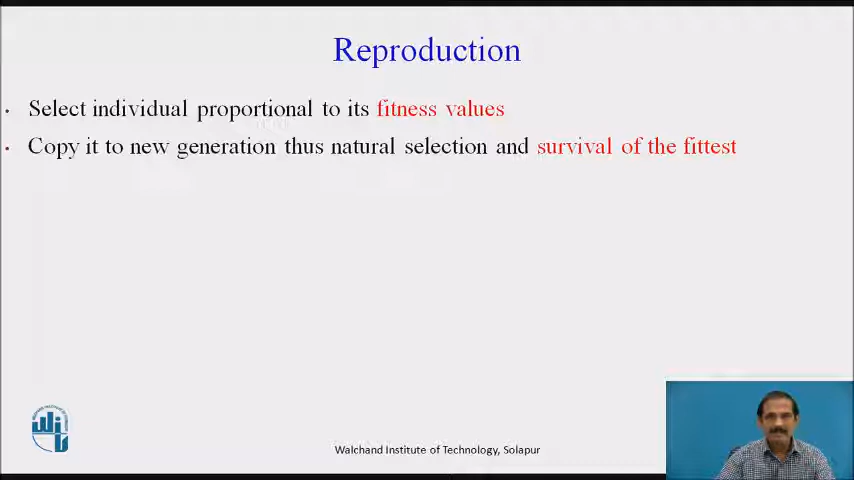 Reproduction
• Select individual proportional to its fitness values
• Copy it to new generation thus natural selection and survival of the fittest
Walchand Institute of Technology, Solapur